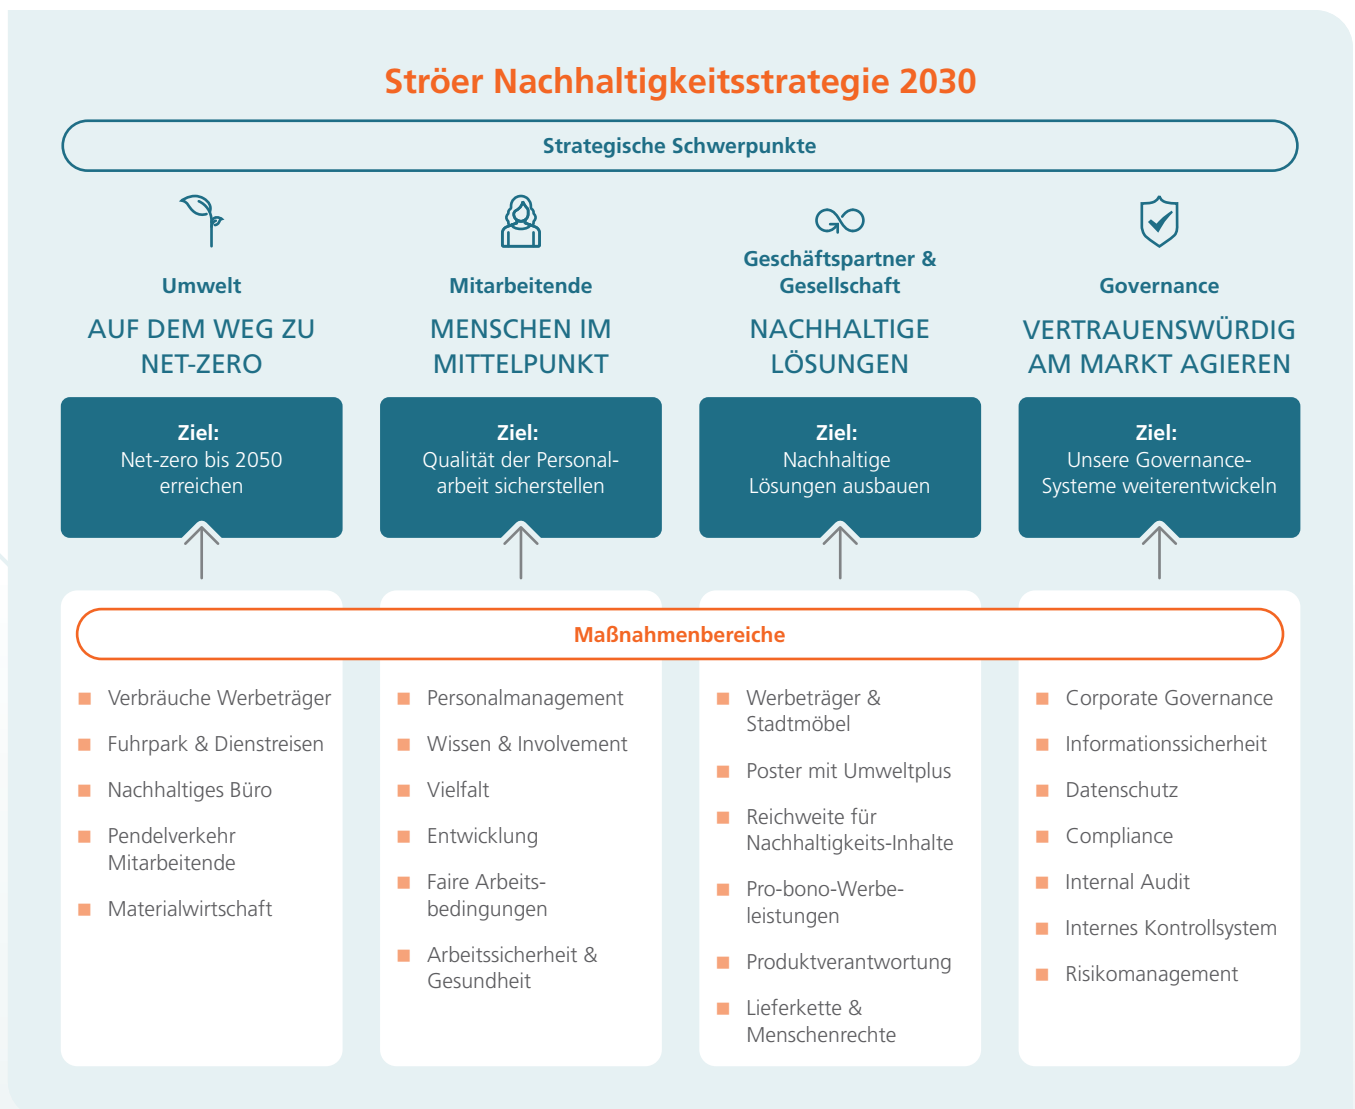 Ströer Nachhaltigkeitsstrategie 2030
Strategische Schwerpunkte
Umwelt
AUF DEM WEG ZU
NET-ZERO
Ziel:
Net-zero bis 2050
erreichen
Mitarbeitende
MENSCHEN IM
MITTELPUNKT
Ziel:
Qualität der Personal-
arbeit sicherstellen
Geschäftspartner &
Gesellschaft
NACHHALTIGE
LÖSUNGEN
Ziel:
Nachhaltige
Lösungen ausbauen
Governance
VERTRAUENSWÜRDIG
AM MARKT AGIEREN
Ziel:
Unsere Governance-
Systeme weiterentwickeln
Maßnahmenbereiche
Verbräuche Werbeträger
Fuhrpark & Dienstreisen
Nachhaltiges Büro
Pendelverkehr
Mitarbeitende
Materialwirtschaft
Personalmanagement
Wissen & Involvement
Vielfalt
Entwicklung
Faire Arbeits-
bedingungen
Arbeitssicherheit &
Gesundheit
Werbeträger &
Stadtmöbel
Poster mit Umweltplus
Reichweite für
Nachhaltigkeits-Inhalte
Pro-bono-Werbe-
leistungen
Produktverantwortung
Lieferkette &
Menschenrechte
Corporate Governance
Informationssicherheit
Datenschutz
Compliance
Internal Audit
Internes Kontrollsystem
Risikomanagement